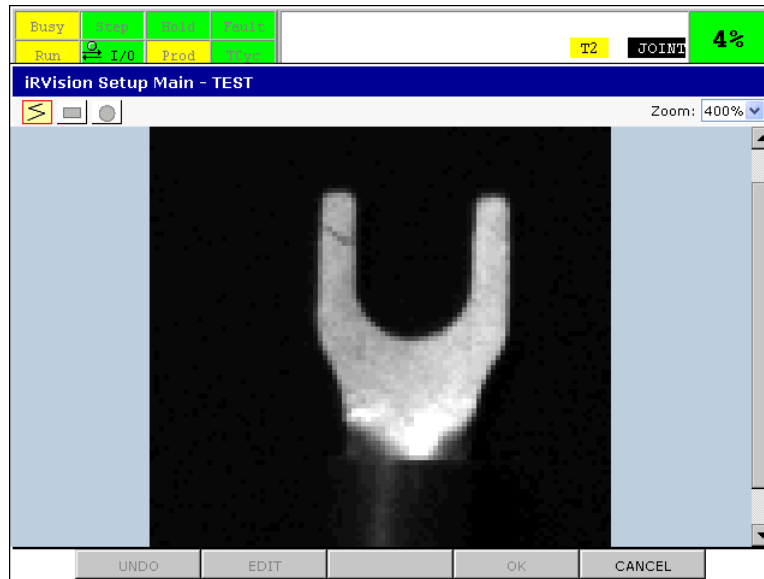 Busy Step Hold Fault
Run I/O Prod TCyc
T2 JOINT 4%
iRVision Setup Main - TEST
Zoom: 400%
UNDO EDIT OK CANCEL